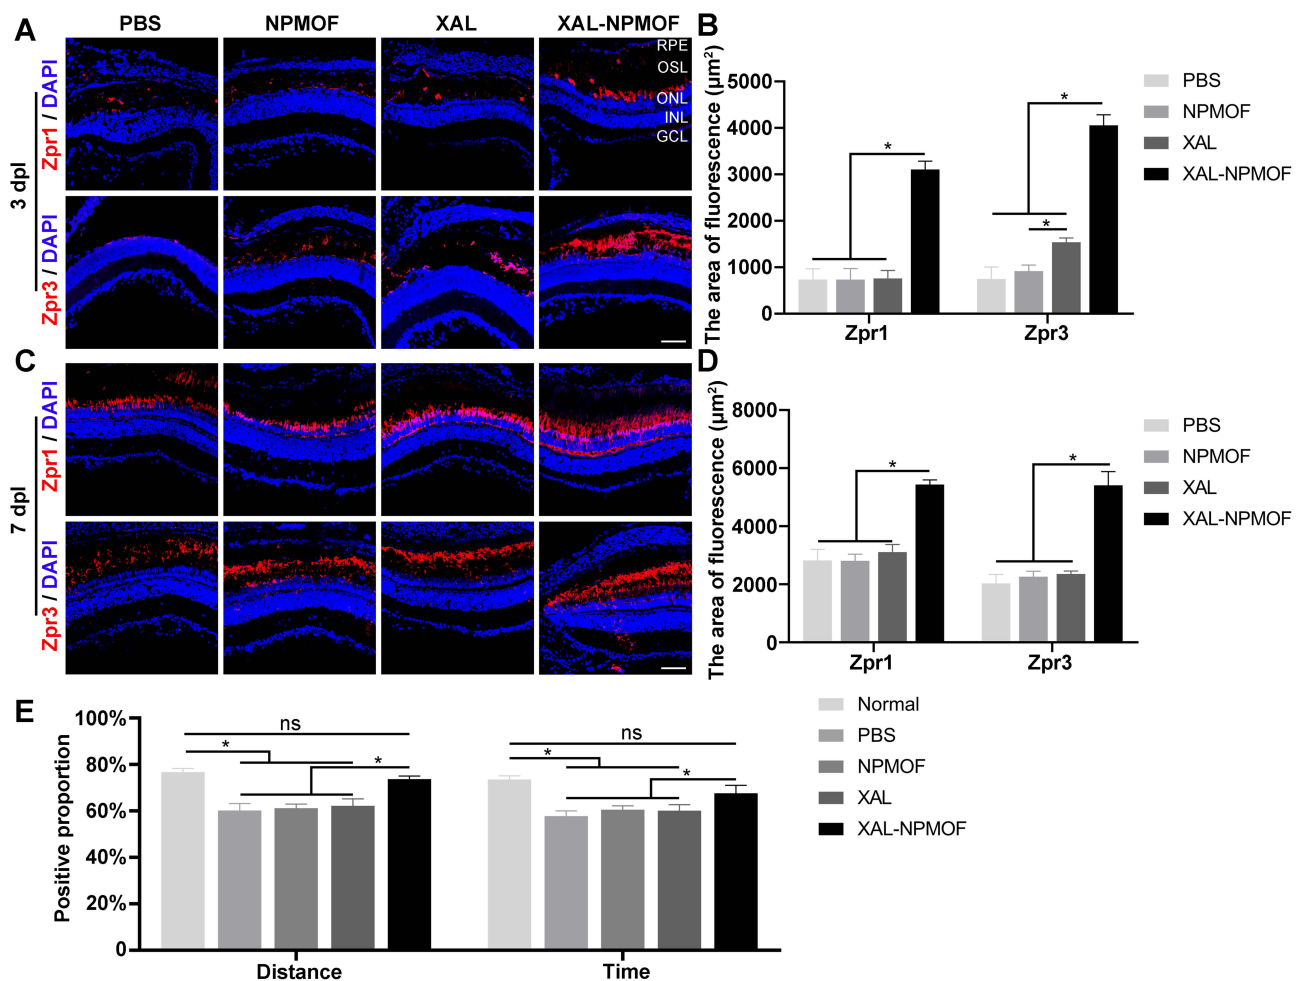 A
PBS
NPMOF
XAL
XAL-NPMOF
3 dpl
Zpr1 / DAPI
RPE
OSL
ONL
INL
GCL
Zpr3 / DAPI
B
The area of fluorescence (μm²)
5000
4000
3000
2000
1000
0
Zpr1
Zpr3
*
*
*
PBS
NPMOF
XAL
XAL-NPMOF
C
7 dpl
Zpr1 / DAPI
Zpr3 / DAPI
D
The area of fluorescence (μm²)
8000
6000
4000
2000
0
Zpr1
Zpr3
*
*
PBS
NPMOF
XAL
XAL-NPMOF
E
Positive proportion
100%
80%
60%
40%
20%
0
ns
*
*
ns
*
*
Distance
Time
Normal
PBS
NPMOF
XAL
XAL-NPMOF